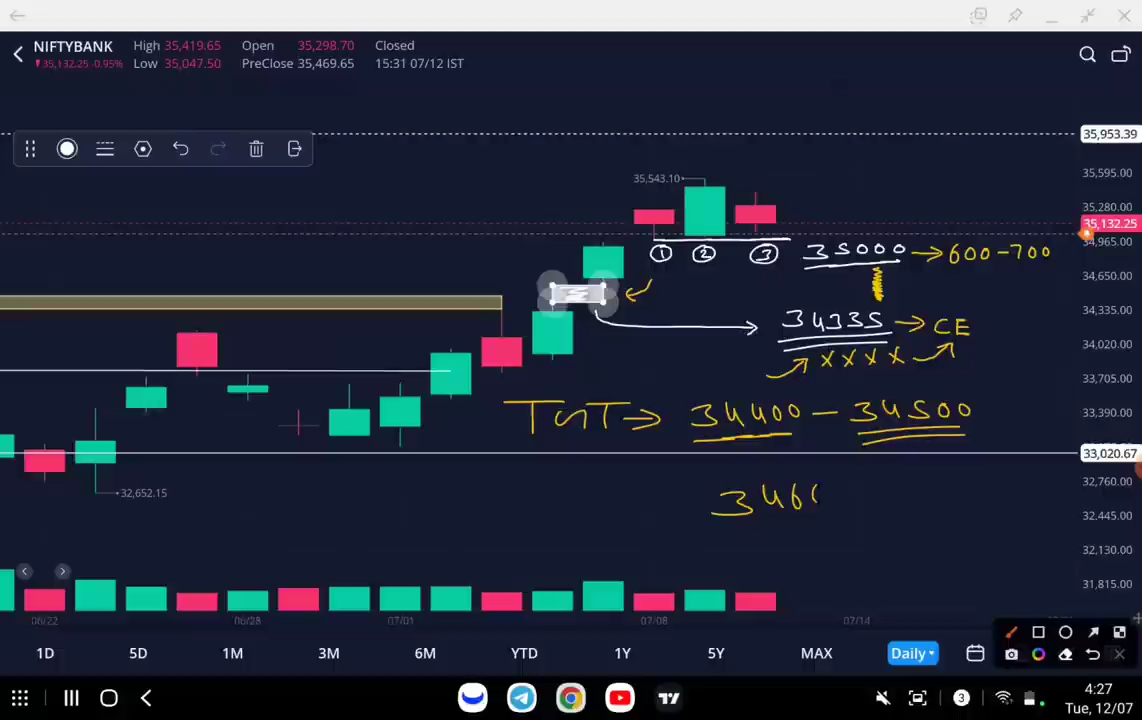 NIFTYBANK High 35,419.65 Open 35,298.70 Closed
35,132.25 -0.95% Low 35,047.50 PreClose 35,469.65 15:31 07/12 IST
35,953.39
35,543.10
35,595.00
35,280.00
35,132.25
34,965.00
① ② ③ 35000 → 600-700
34,650.00
34335 → CE
34,335.00
x x x x
34,020.00
33,705.00
34400 - 34500
33,390.00
33,020.67
32,652.15
32,760.00
346
32,445.00
32,130.00
31,815.00
06/22 06/28 07/01 07/08 07/14
1D 5D 1M 3M 6M YTD 1Y 5Y MAX Daily
3 4:27
Tue, 12/07